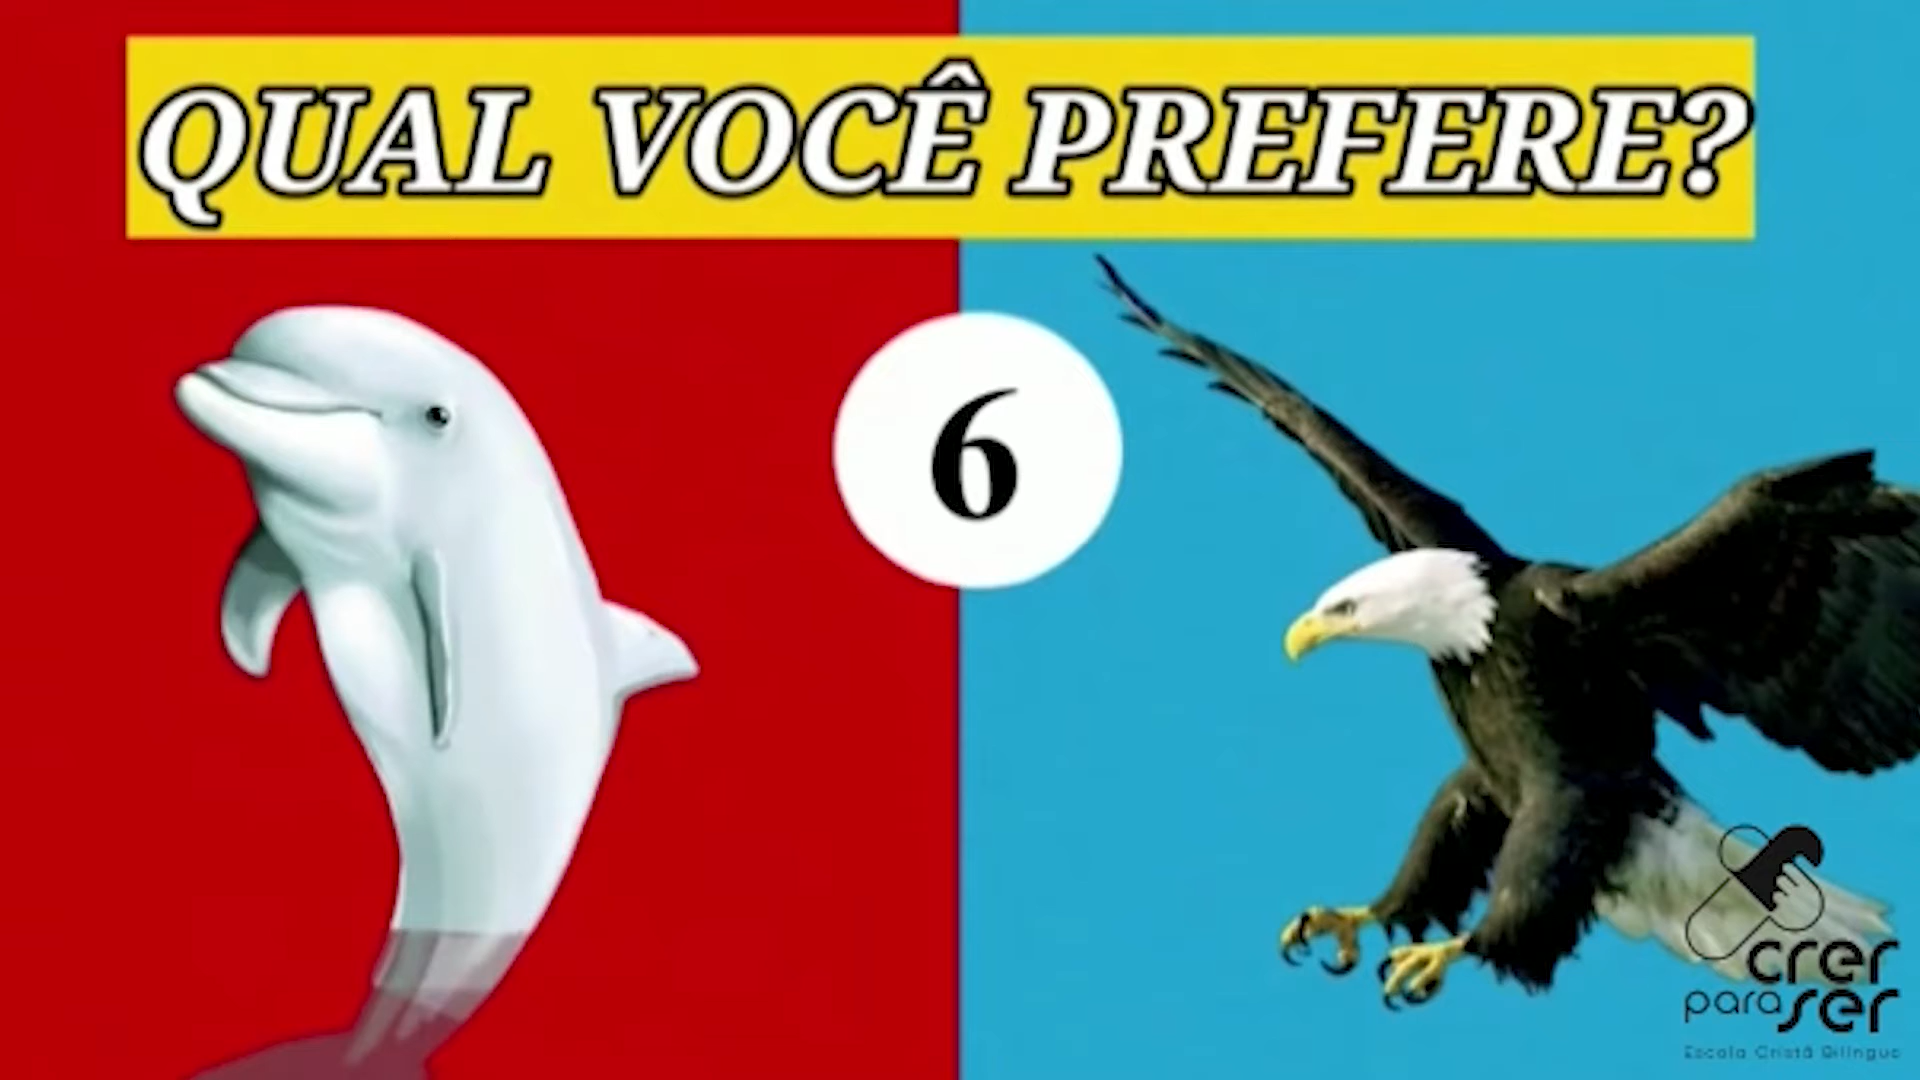 QUAL VOCÊ PREFERE?
6
crer
para ser
Escola Cristã Bilíngue